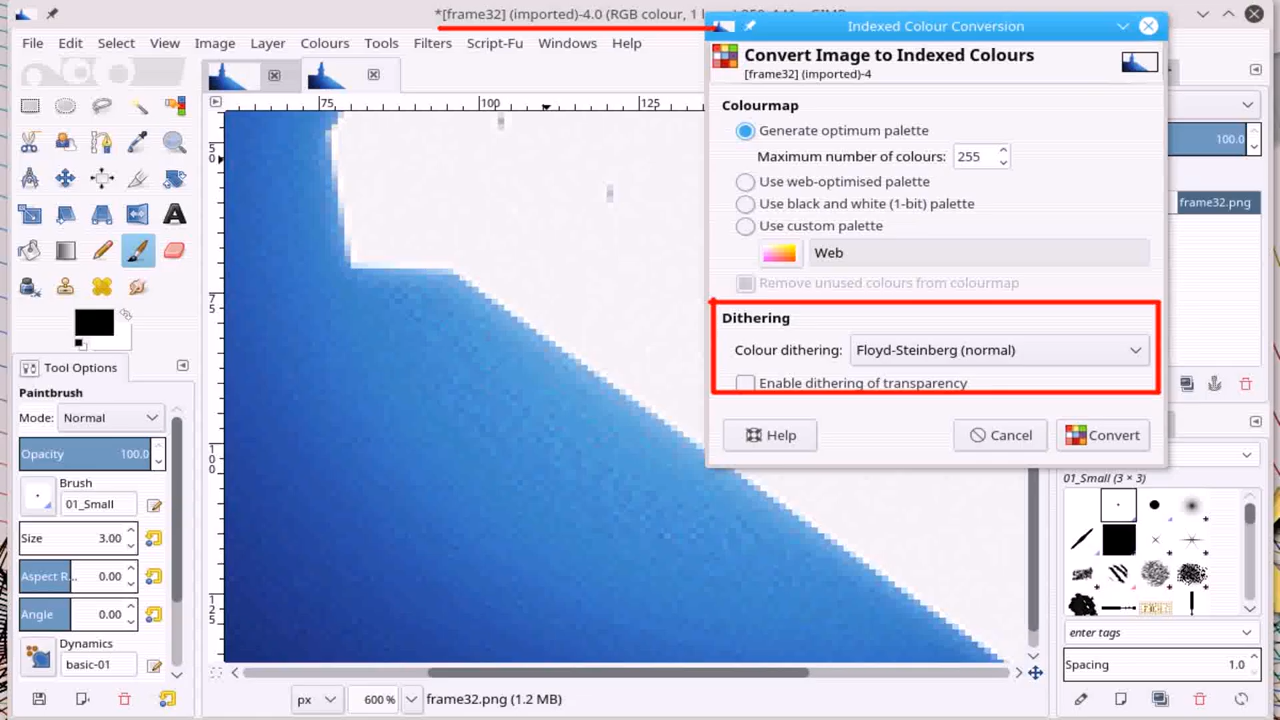 *[frame32] (imported)-4.0 (RGB colour, 1
Indexed Colour Conversion
File Edit Select View Image Layer Colours Tools Filters Script-Fu Windows Help
Convert Image to Indexed Colours
[frame32] (imported)-4
75 100 125
Colourmap
Generate optimum palette
100.0
Maximum number of colours: 255
50
Use web-optimised palette
Use black and white (1-bit) palette
frame32.png
Use custom palette
Web
Remove unused colours from colourmap
75
Dithering
Colour dithering: Floyd-Steinberg (normal)
Enable dithering of transparency
Tool Options
Paintbrush
Mode: Normal
Help Cancel Convert
Opacity 100.0
100
01_Small (3 × 3)
Brush
01_Small
Size 3.00
Aspect R... 0.00
Angle 0.00
125
Dynamics
basic-01
enter tags
Spacing 1.0
px 600 % frame32.png (1.2 MB)